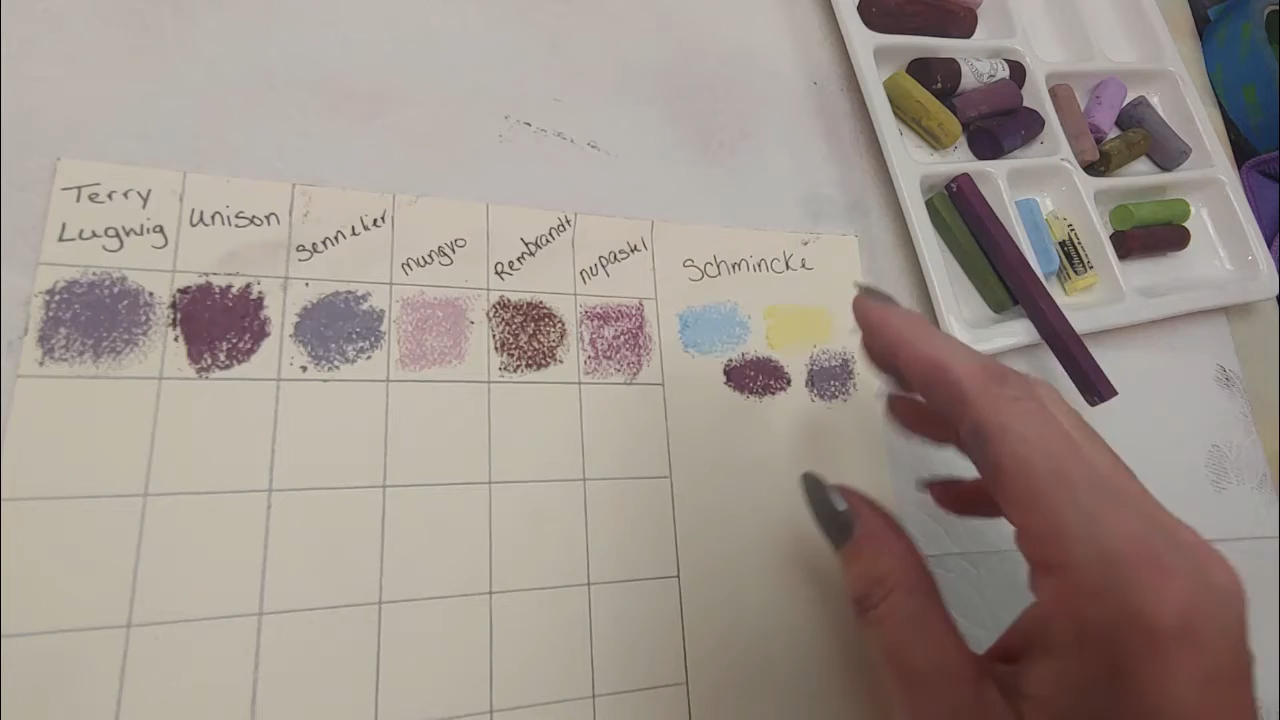 Terry
Lugwig
unison
Sennelier
mungyo
Rembrandt
nupastel
Schmincke